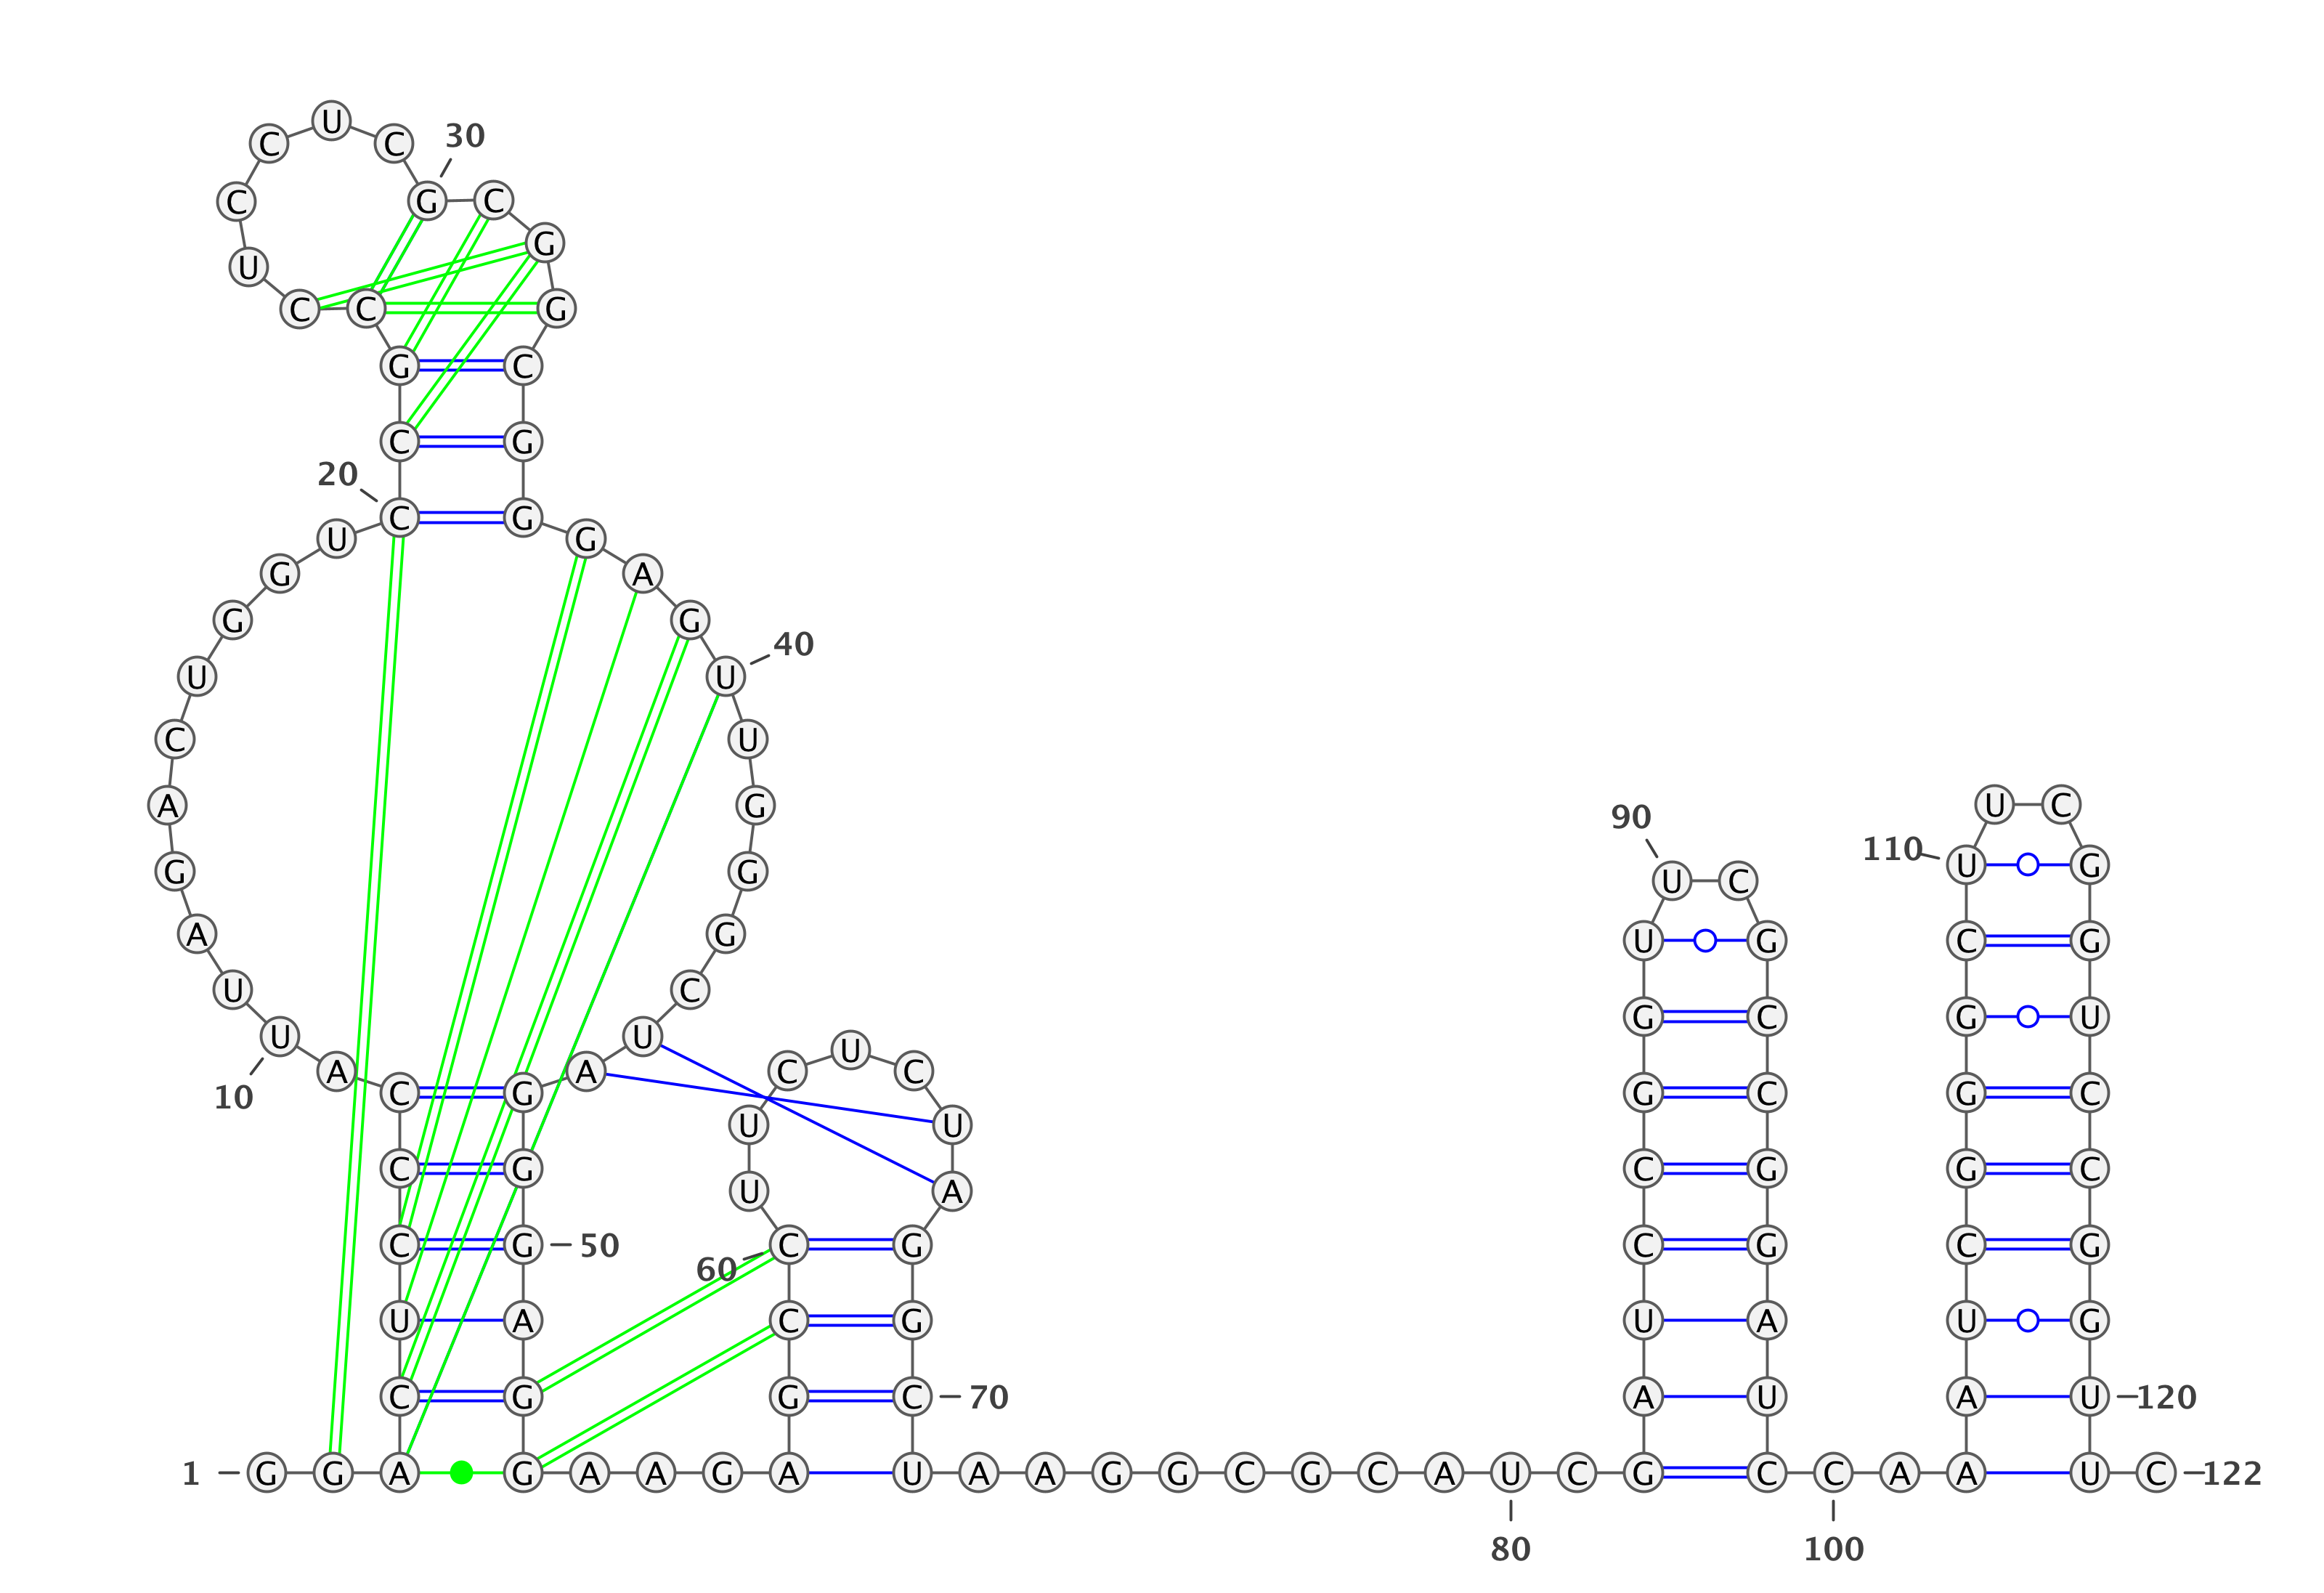 U
30
C C
C G C
G
U
C C G
G C
C G
20
C G
U G
G A
G G
40
U U
C U
A G U C
90
110
U G
G G
U C
A G
U G C G
U C
G C G U
U U
U
A A C C
C G G C G C
10
U U
C G C G G C
U A
C G 50 C G C G C G
60
U A C G U A U G
C G G C 70 A U A U 120
1 G G A G A A G A U A A G G C G C A U C G C C A A U C 122
80 100